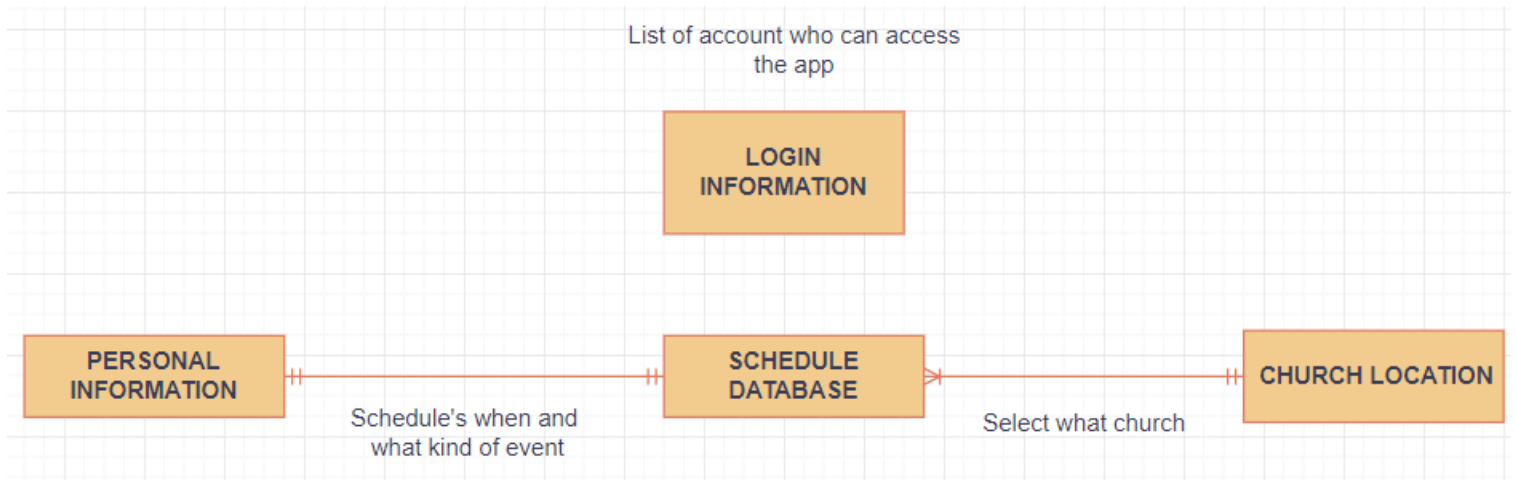 List of account who can access
the app
LOGIN
INFORMATION
PERSONAL
INFORMATION
Schedule's when and
what kind of event
SCHEDULE
DATABASE
Select what church
CHURCH LOCATION